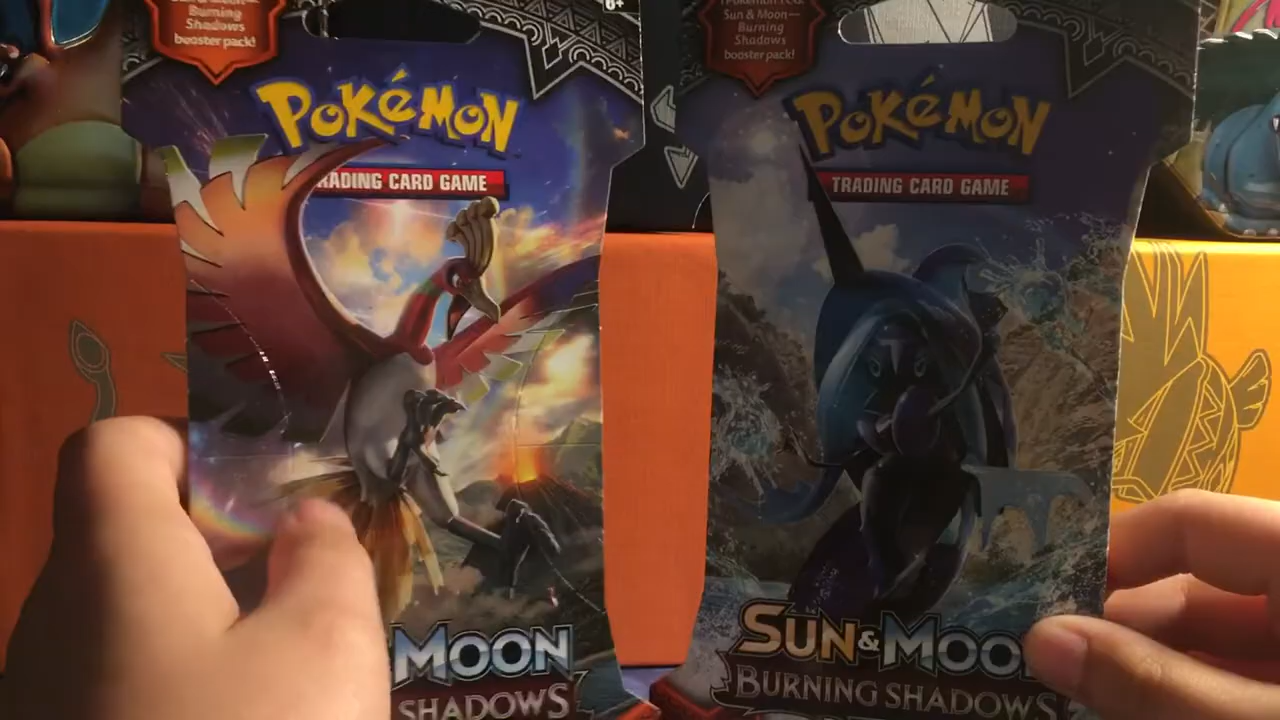 Burning
Shadows
booster pack!
POKéMON
TRADING CARD GAME
MOON
SHADOWS
6+
Sun & Moon—
Burning
Shadows
booster pack!
POKéMON
TRADING CARD GAME
SUN & MOO
BURNING SHADOWS